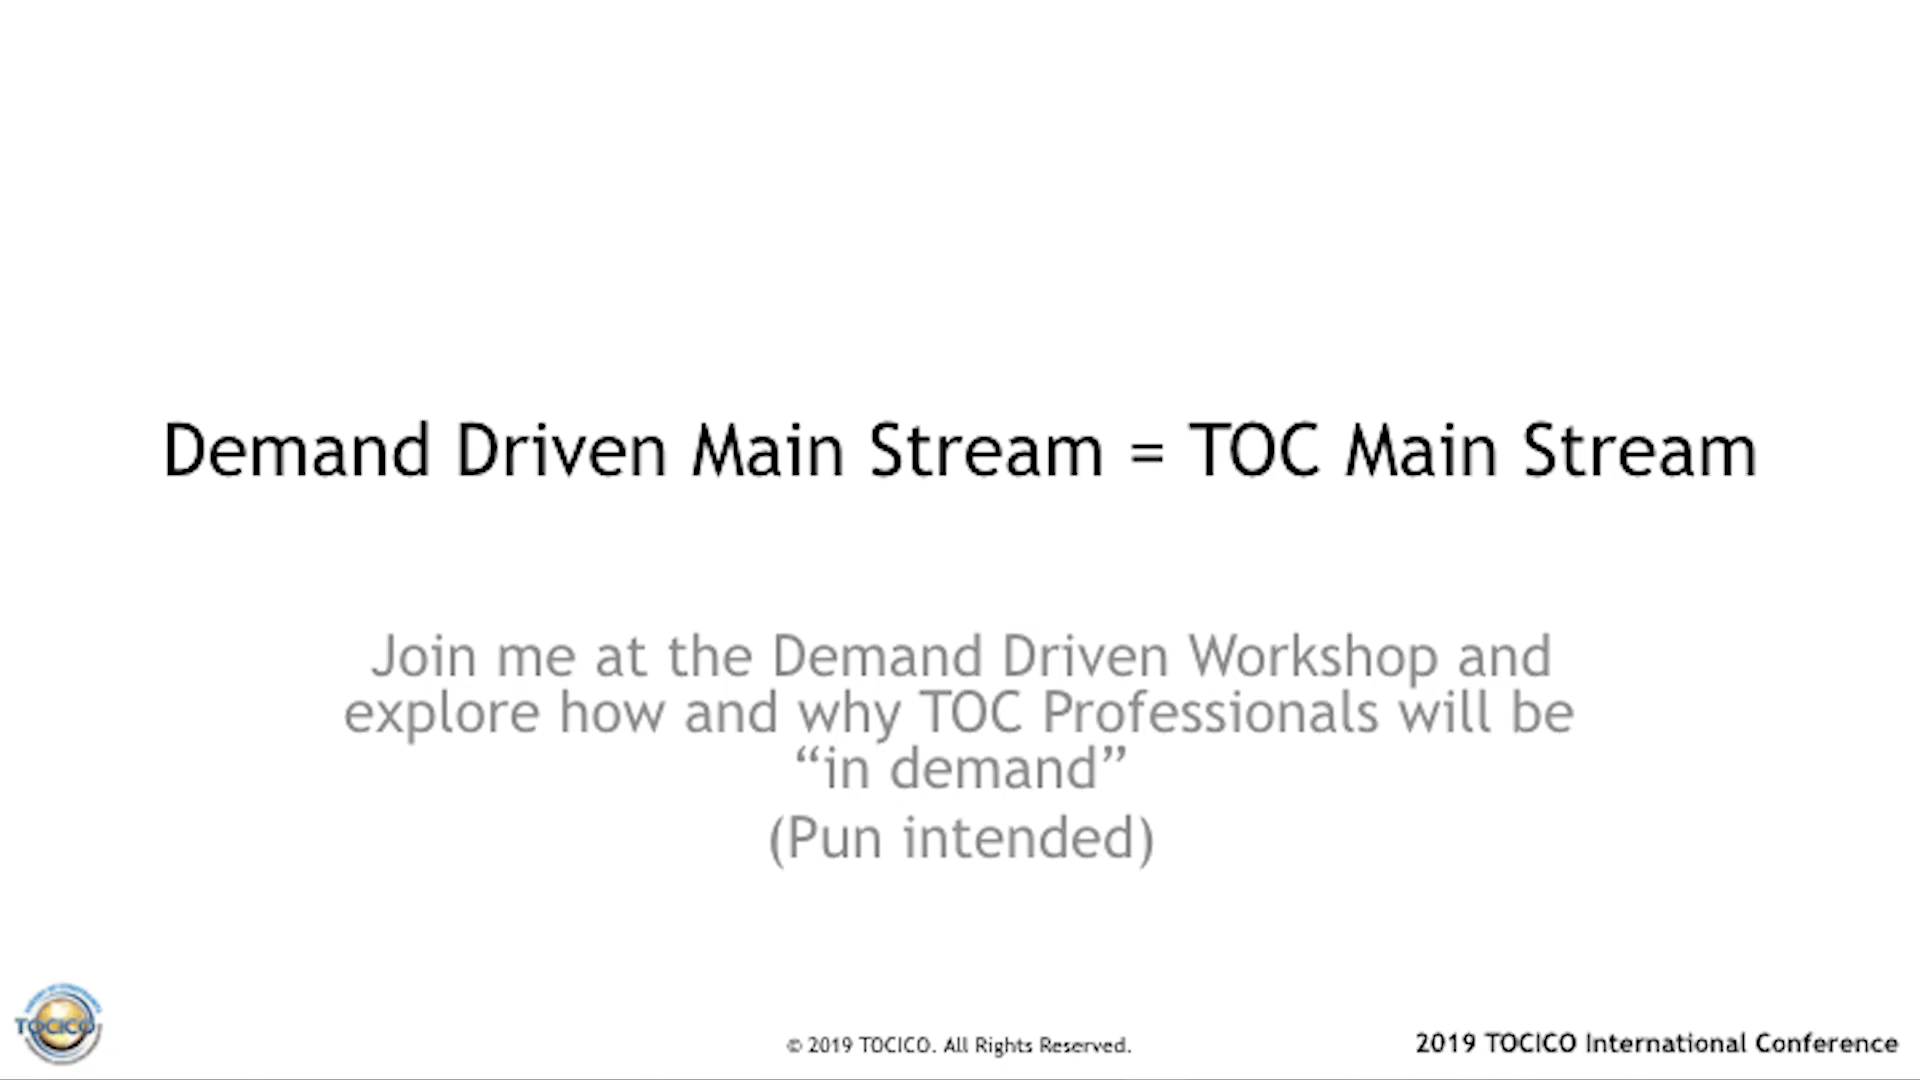 Demand Driven Main Stream = TOC Main Stream
Join me at the Demand Driven Workshop and
explore how and why TOC Professionals will be
“in demand”
(Pun intended)
TOCICO
© 2019 TOCICO. All Rights Reserved.
2019 TOCICO International Conference